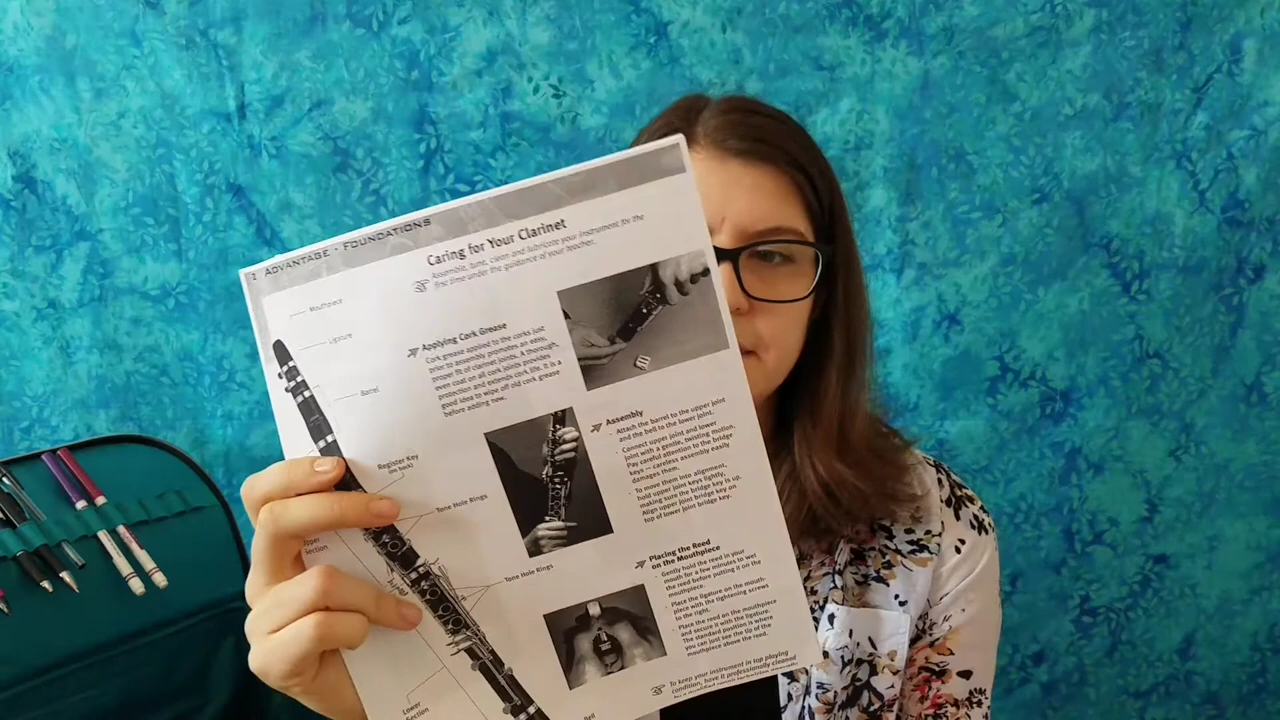 2 ADVANTAGE • FOUNDATIONS
Caring for Your Clarinet
Assemble, tune, clean and lubricate your instrument for the
first time under the guidance of your teacher.
Mouthpiece
Ligature
Barrel
Register Key
(on back)
Tone Hole Rings
Upper
Section
Tone Hole Rings
Lower
Section
Bell
Applying Cork Grease
Cork grease applied to the corks just
prior to assembly promotes an easy,
proper fit of clarinet joints. A thorough,
even coat on all cork joints provides
protection and extends cork life. It is a
good idea to wipe off old cork grease
before adding new.
Assembly
· Attach the barrel to the upper joint
and the bell to the lower joint.
· Connect upper joint and lower
joint with a gentle, twisting motion.
Pay careful attention to the bridge
keys — careless assembly easily
damages them.
· To move them into alignment,
hold upper joint keys lightly,
making sure the bridge key is up.
Align upper joint bridge key on
top of lower joint bridge key.
Placing the Reed
on the Mouthpiece
· Gently hold the reed in your
mouth for a few minutes to wet
the reed before putting it on the
mouthpiece.
· Place the ligature on the mouth-
piece with the tightening screws
to the right.
· Place the reed on the mouthpiece
and secure it with the ligature.
The standard position is where
you can just see the tip of the
mouthpiece above the reed.
To keep your instrument in top playing
condition, have it professionally cleaned